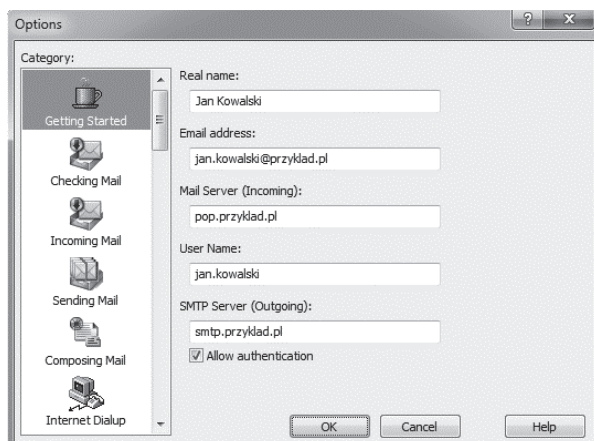 Options
Category:
Getting Started
Checking Mail
Incoming Mail
Sending Mail
Composing Mail
Internet Dialup
Real name:
Jan Kowalski
Email address:
jan.kowalski@przyklad.pl
Mail Server (Incoming):
pop.przyklad.pl
User Name:
jan.kowalski
SMTP Server (Outgoing):
smtp.przyklad.pl
Allow authentication
OK
Cancel
Help